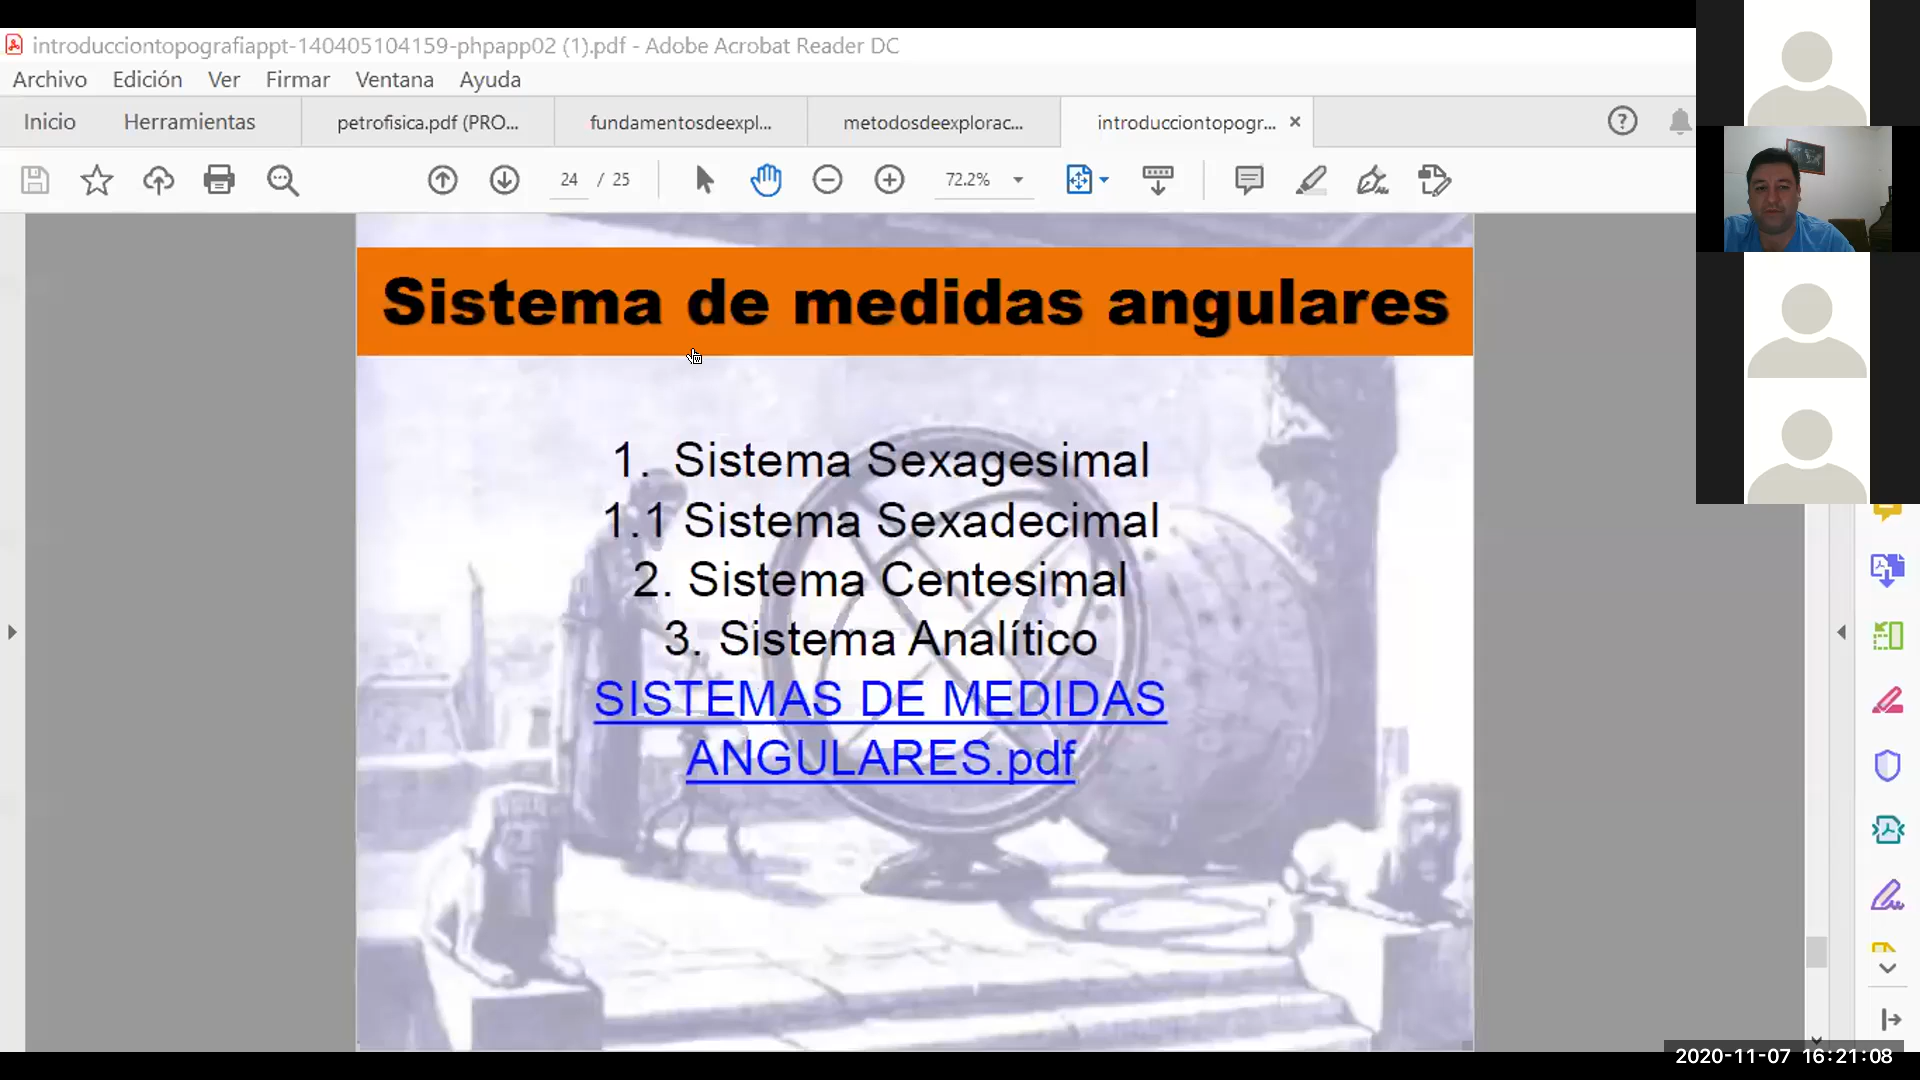 introducciontopografiappt-140405104159-phpapp02 (1).pdf - Adobe Acrobat Reader DC
Archivo Edición Ver Firmar Ventana Ayuda
Inicio Herramientas petrofisica.pdf (PRO... fundamentosdeexpl... metodosdeexplorac... introducciontopogr... ×
24 / 25 72.2%
Sistema de medidas angulares
1. Sistema Sexagesimal
1.1 Sistema Sexadecimal
2. Sistema Centesimal
3. Sistema Analítico
SISTEMAS DE MEDIDAS
ANGULARES.pdf
2020-11-07 16:21:08